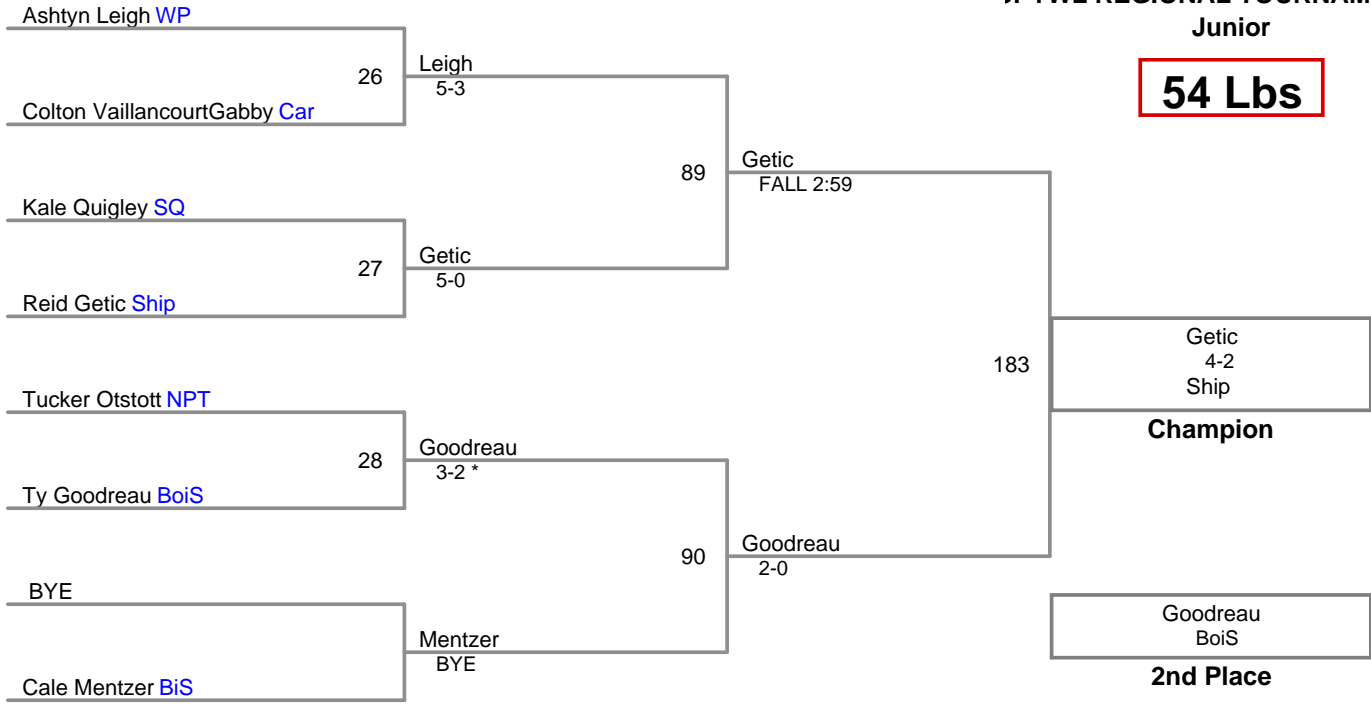 REGIONAL
Junior
54 Lbs
Ashtyn Leigh WP
26
Leigh
5-3
Colton VaillancourtGabby Car
89
Getic
FALL 2:59
Kale Quigley SQ
27
Getic
5-0
Reid Getic Ship
183
Getic
4-2
Ship
Champion
Tucker Otstott NPT
28
Goodreau
3-2 *
Ty Goodreau BoiS
90
Goodreau
2-0
BYE
Mentzer
BYE
Cale Mentzer BiS
Goodreau
BoiS
2nd Place